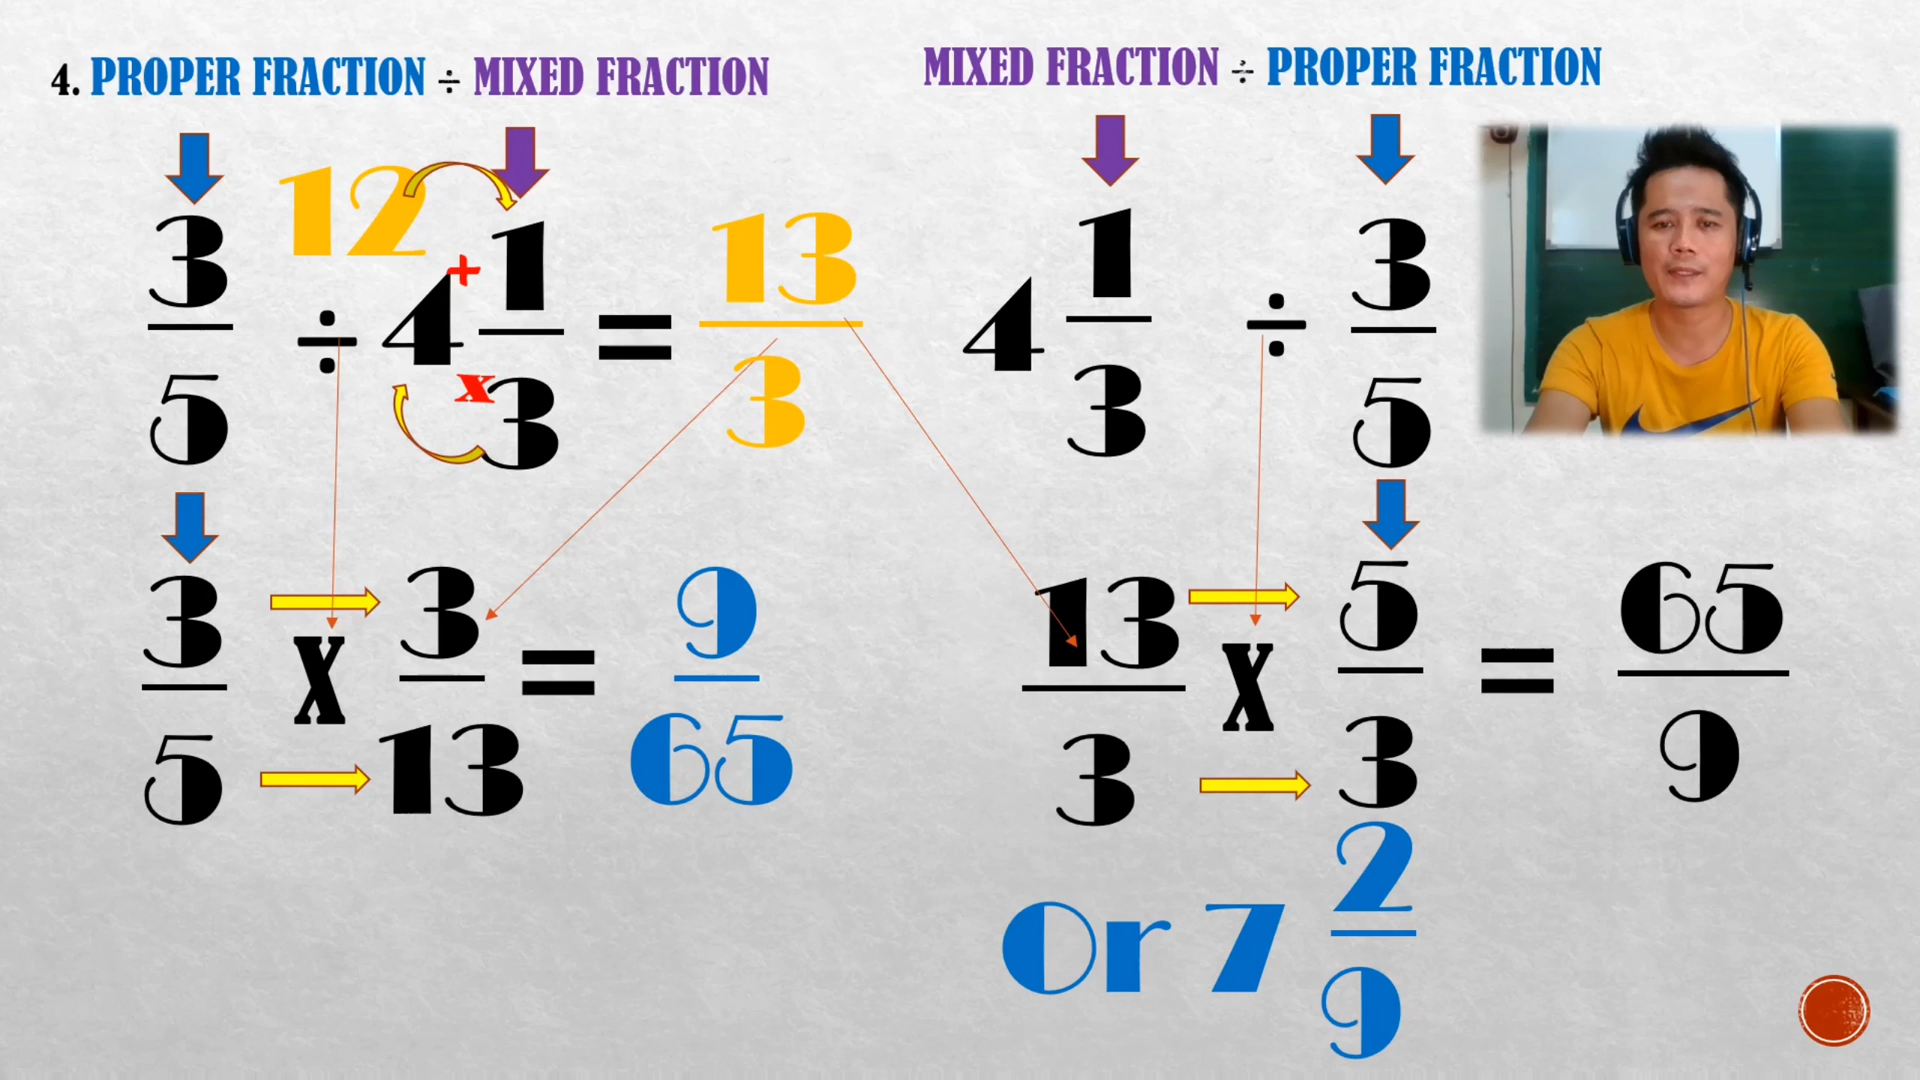 4. PROPER FRACTION ÷ MIXED FRACTION
3/5 ÷ 4 1/3 = 13/3
12
+
x
3/5 X 3/13 = 9/65
MIXED FRACTION ÷ PROPER FRACTION
4 1/3 ÷ 3/5
13/3 X 5/3 = 65/9
Or 7 2/9